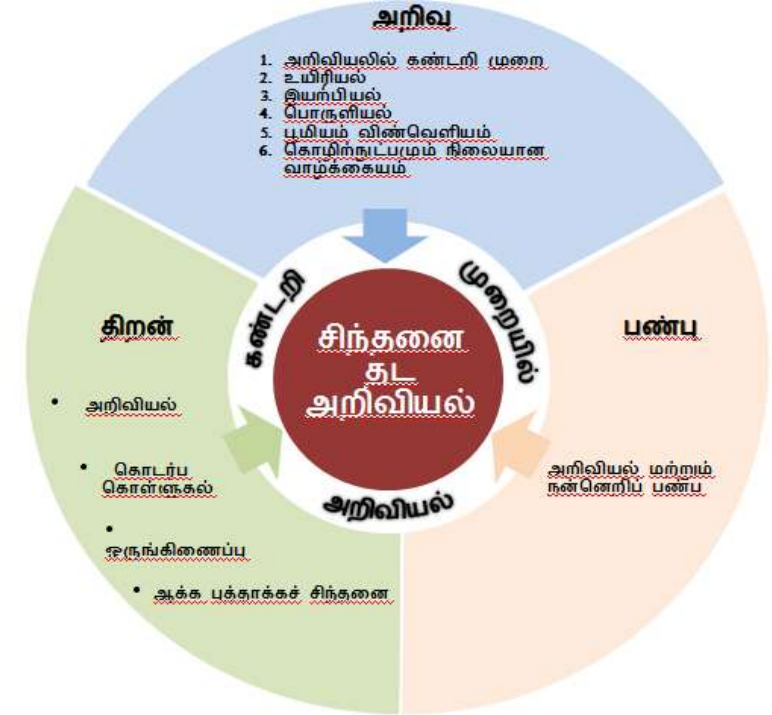 அறிவு
1. அறிவியலில் கண்டறி முறை
2. உயிரியல்
3. இயற்பியல்
4. பொருளியல்
5. பூமியும் விண்வெளியும்
6. தொழிற்நுட்பமும் நிலையான
வாழ்க்கையும்
கண்டறி
முறையில்
அறிவியல்
சிந்தனை
தட
அறிவியல்
திறன்
• அறிவியல்
• தொடர்பு
கொள்ளுதல்
•
ஒருங்கிணைப்பு
• ஆக்க புத்தாக்கச் சிந்தனை
பண்பு
அறிவியல் மற்றும்
நன்னெறிப் பண்பு